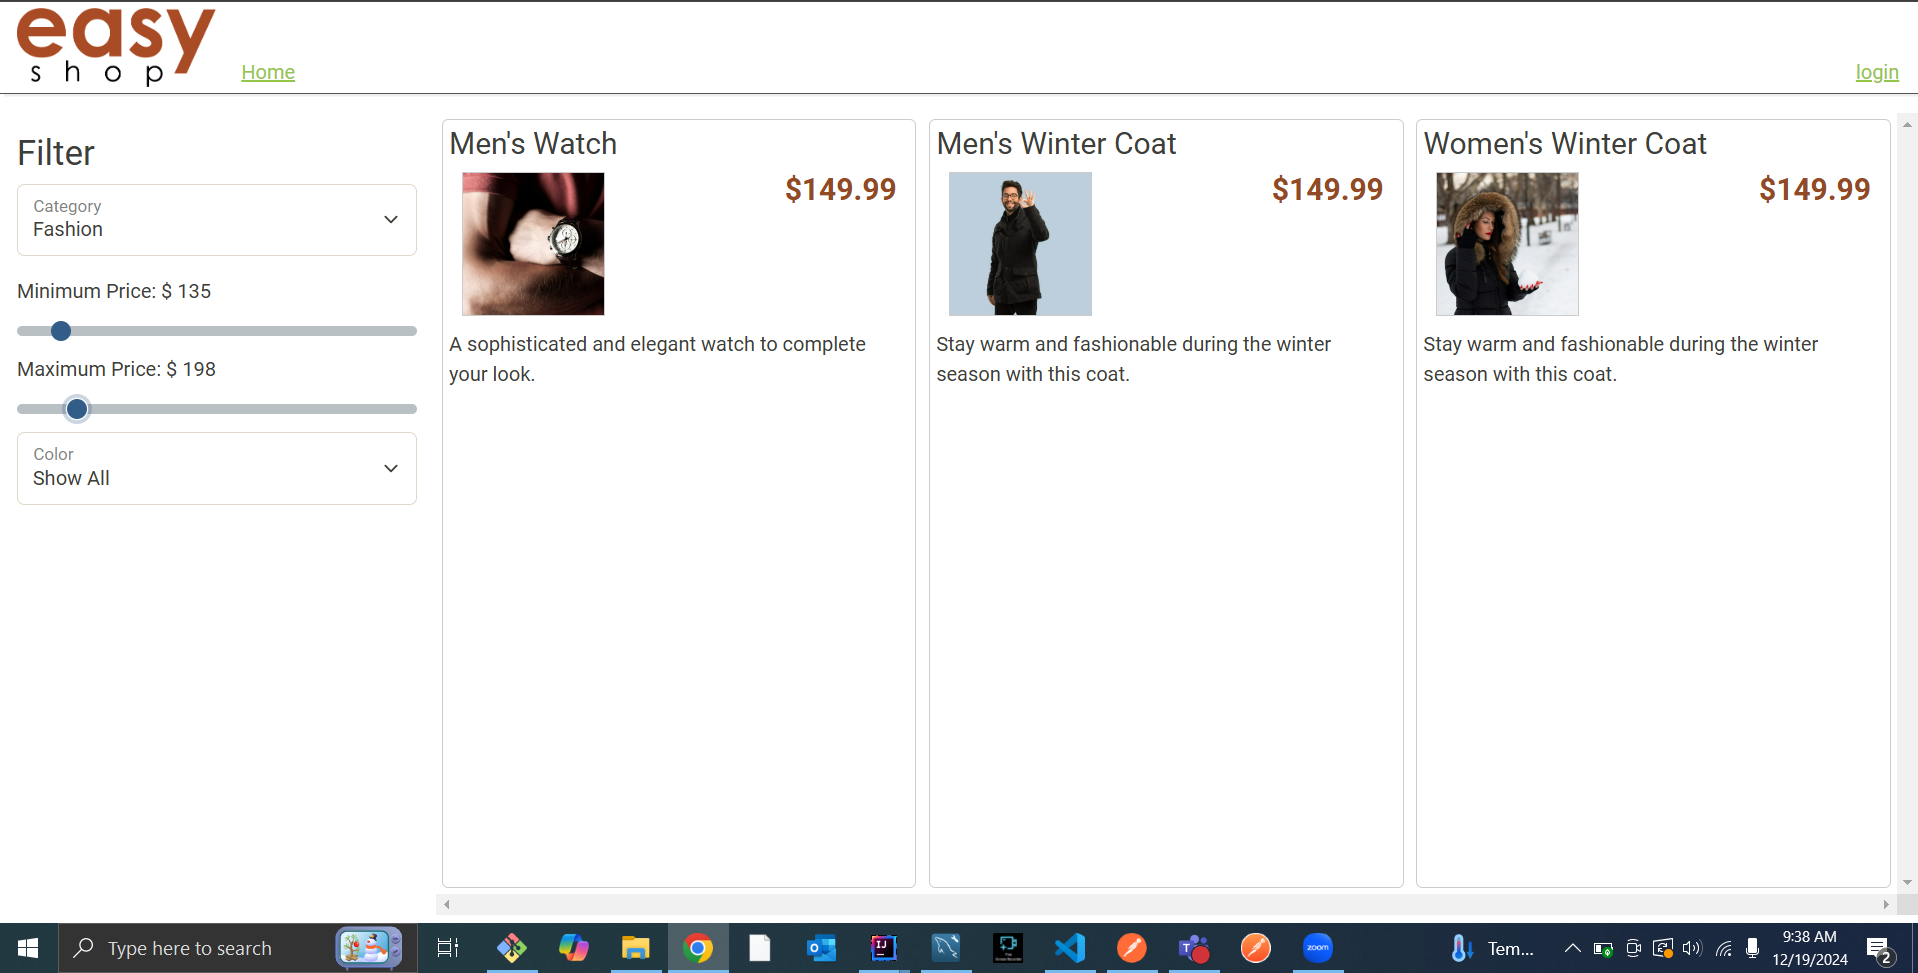 easy
shop
Home
login
Filter
Category
Fashion
Minimum Price: $ 135
Maximum Price: $ 198
Color
Show All
Men's Watch
$149.99
A sophisticated and elegant watch to complete
your look.
Men's Winter Coat
$149.99
Stay warm and fashionable during the winter
season with this coat.
Women's Winter Coat
$149.99
Stay warm and fashionable during the winter
season with this coat.
Type here to search
IJ
zoom
Tem...
9:38 AM
12/19/2024
2